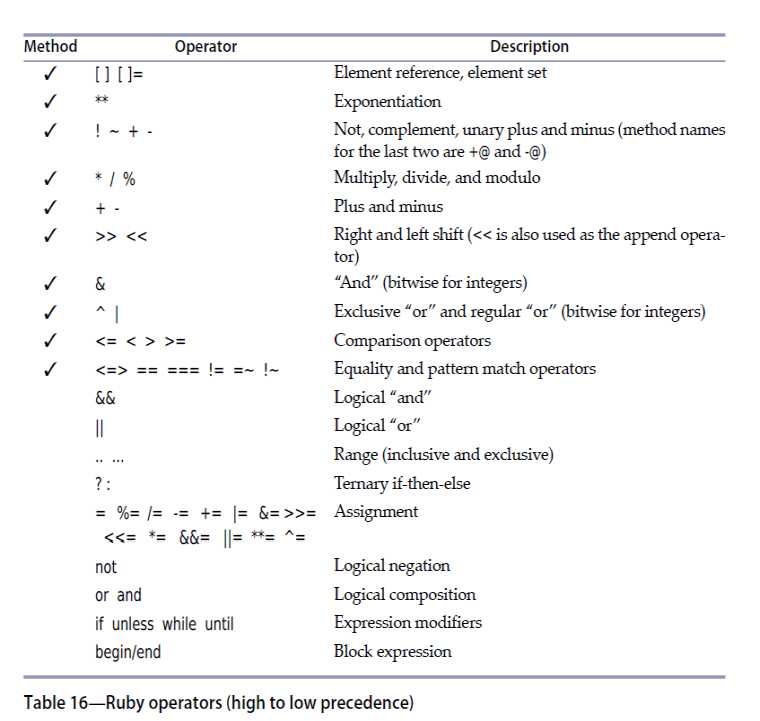 Method Operator Description
✓ [ ] [ ]= Element reference, element set
✓ ** Exponentiation
✓ ! ~ + - Not, complement, unary plus and minus (method names
for the last two are +@ and -@)
✓ * / % Multiply, divide, and modulo
✓ + - Plus and minus
✓ >> << Right and left shift (<< is also used as the append opera-
tor)
✓ & “And” (bitwise for integers)
✓ ^ | Exclusive “or” and regular “or” (bitwise for integers)
✓ <= < > >= Comparison operators
✓ <=> == === != =~ !~ Equality and pattern match operators
&& Logical “and”
|| Logical “or”
.. ... Range (inclusive and exclusive)
? : Ternary if-then-else
= %= /= -= += |= &= >>= Assignment
<<= *= &&= ||= **= ^=
not Logical negation
or and Logical composition
if unless while until Expression modifiers
begin/end Block expression
Table 16—Ruby operators (high to low precedence)